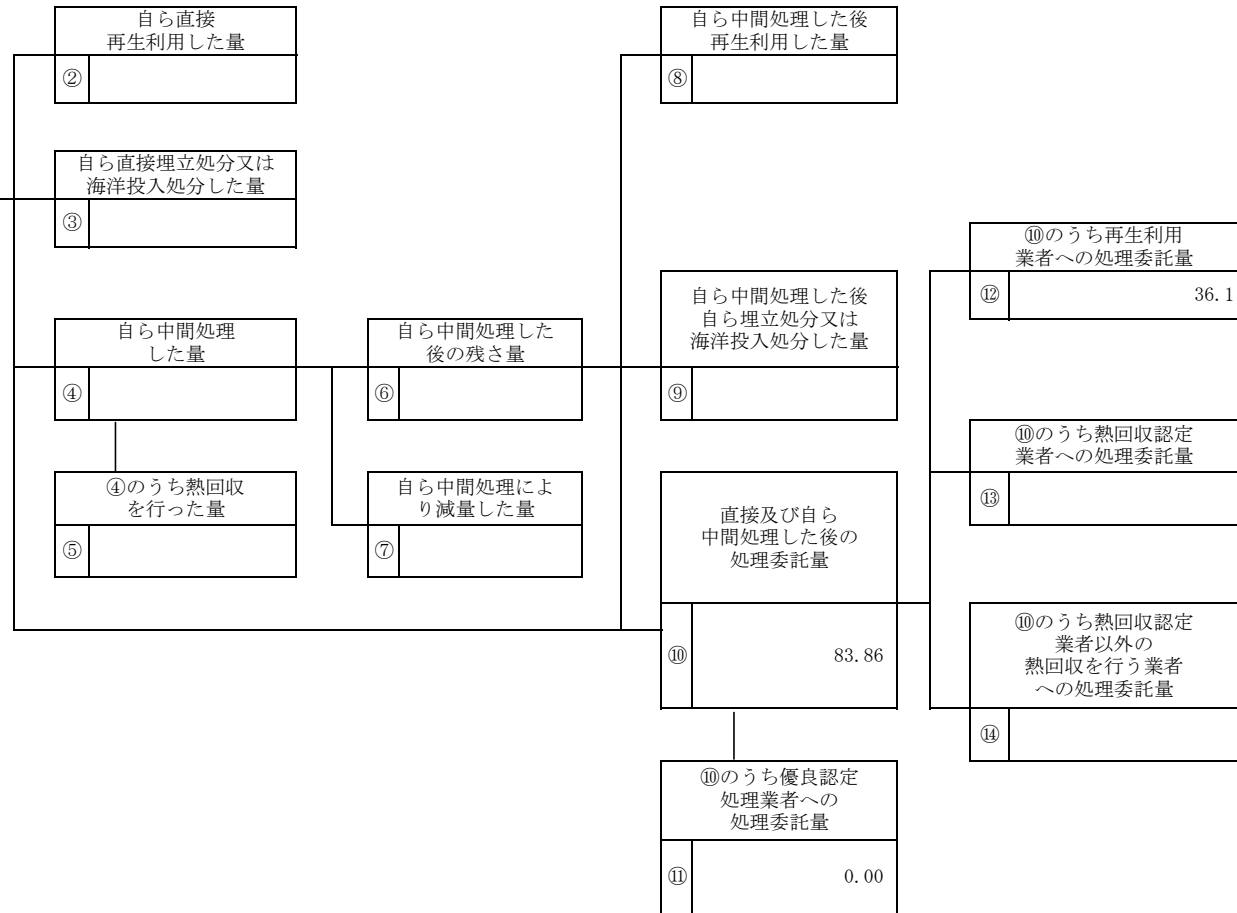 自ら直接
再生利用した量
②
自ら中間処理した後
再生利用した量
⑧
自ら直接埋立処分又は
海洋投入処分した量
③
⑩のうち再生利用
業者への処理委託量
⑫ 36.1
自ら中間処理
した量
④
自ら中間処理した
後の残さ量
⑥
自ら中間処理した後
自ら埋立処分又は
海洋投入処分した量
⑨
⑩のうち熱回収認定
業者への処理委託量
⑬
④のうち熱回収
を行った量
⑤
自ら中間処理によ
り減量した量
⑦
直接及び自ら
中間処理した後の
処理委託量
⑩ 83.86
⑩のうち熱回収認定
業者以外の
熱回収を行う業者
への処理委託量
⑭
⑩のうち優良認定
処理業者への
処理委託量
⑪ 0.00